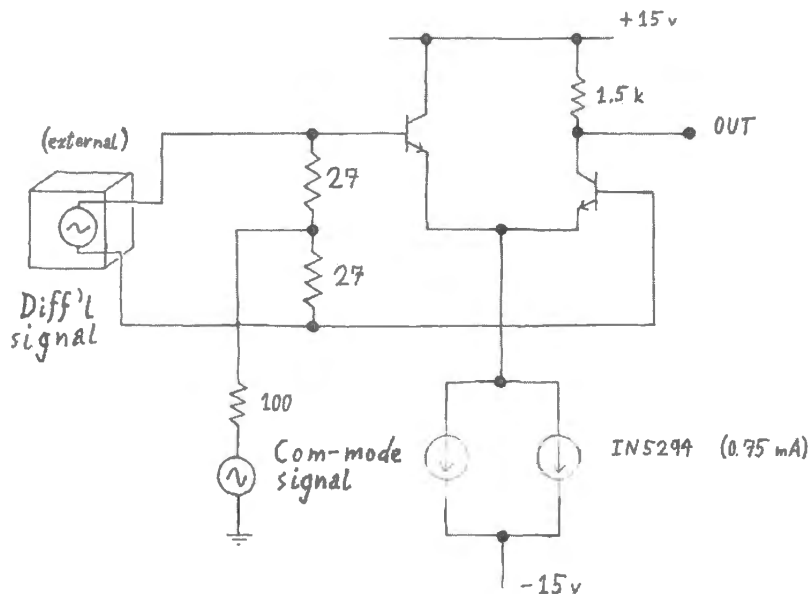 +15v
1.5k
OUT
(external)
27
27
Diff'l
signal
100
Com-mode
signal
IN5294 (0.75 mA)
-15v